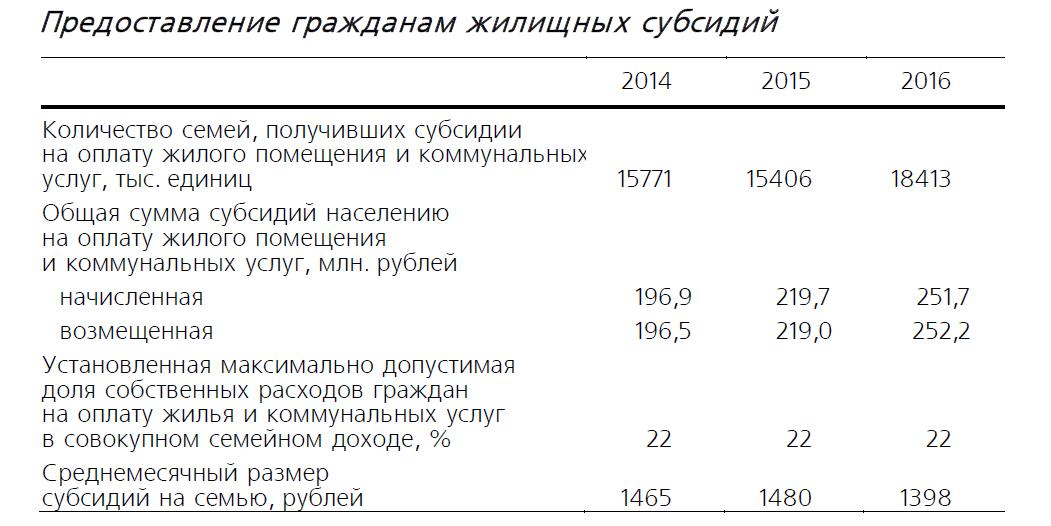 Предоставление гражданам жилищных субсидий
2014 2015 2016
Количество семей, получивших субсидии
на оплату жилого помещения и коммунальных
услуг, тыс. единиц 15771 15406 18413
Общая сумма субсидий населению
на оплату жилого помещения
и коммунальных услуг, млн. рублей
начисленная 196,9 219,7 251,7
возмещенная 196,5 219,0 252,2
Установленная максимально допустимая
доля собственных расходов граждан
на оплату жилья и коммунальных услуг
в совокупном семейном доходе, % 22 22 22
Среднемесячный размер
субсидий на семью, рублей 1465 1480 1398